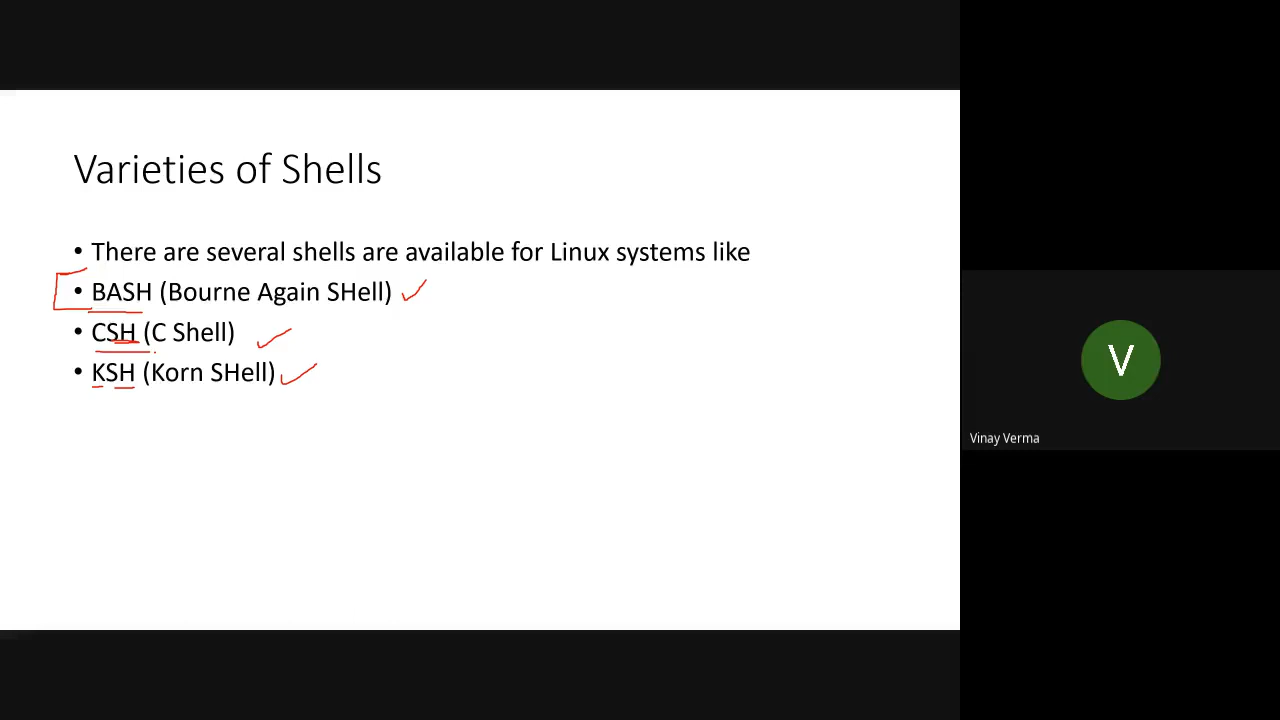 Varieties of Shells
• There are several shells are available for Linux systems like
• BASH (Bourne Again SHell)
• CSH (C Shell)
• KSH (Korn SHell)
V
Vinay Verma